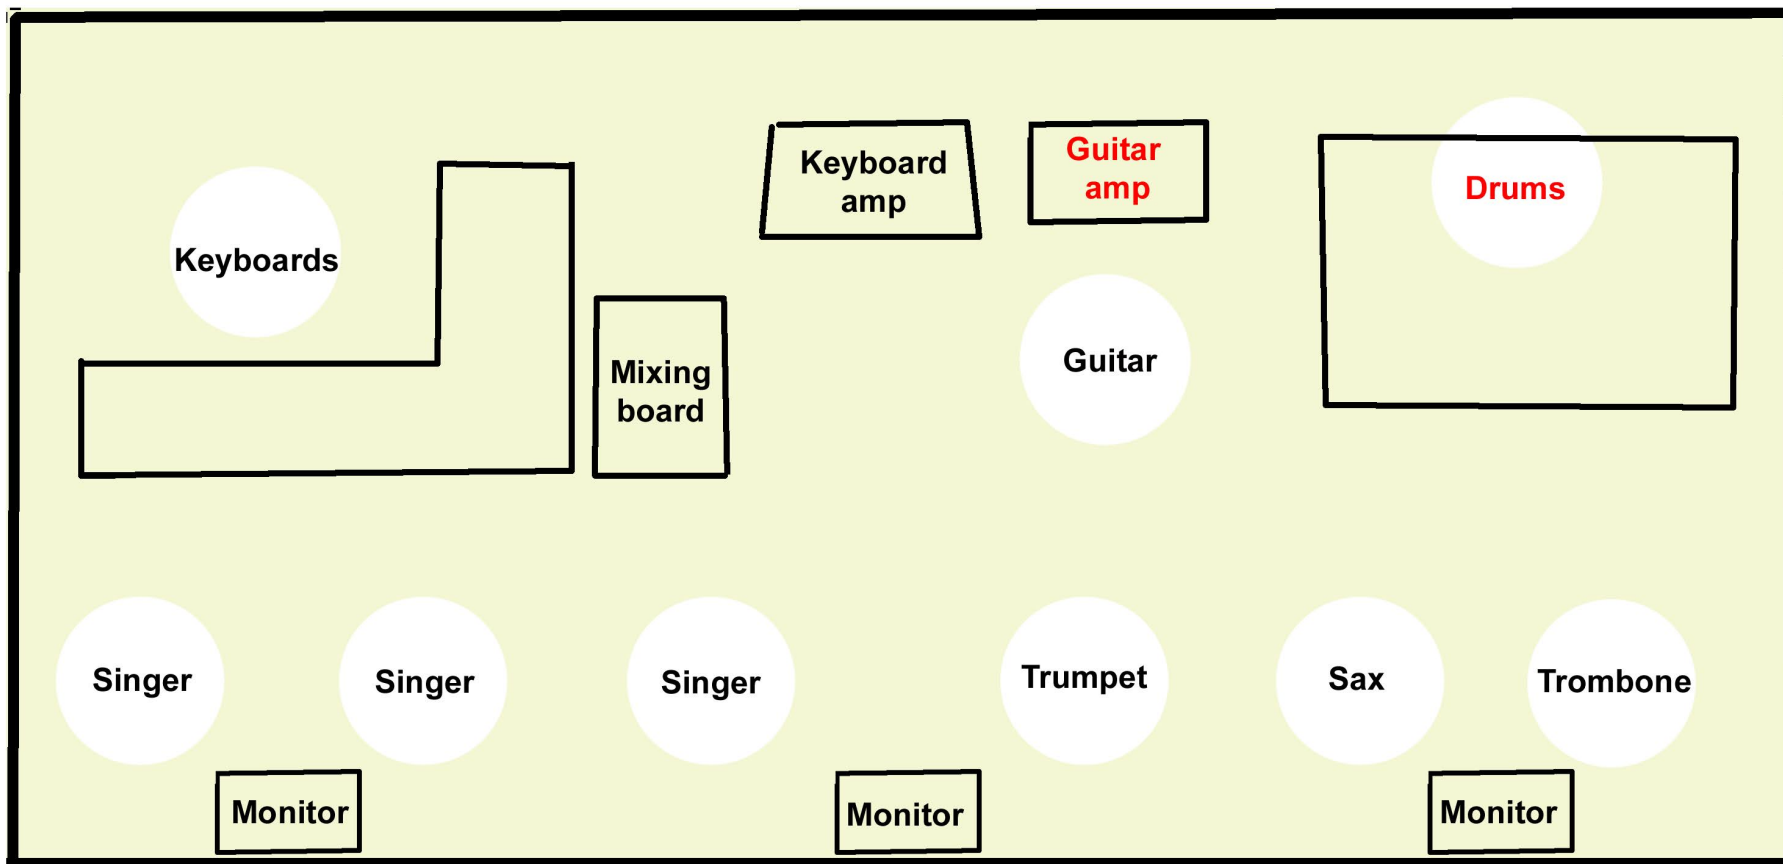 Keyboard
amp
Guitar
amp
Drums
Keyboards
Mixing
board
Guitar
Singer
Singer
Singer
Trumpet
Sax
Trombone
Monitor
Monitor
Monitor